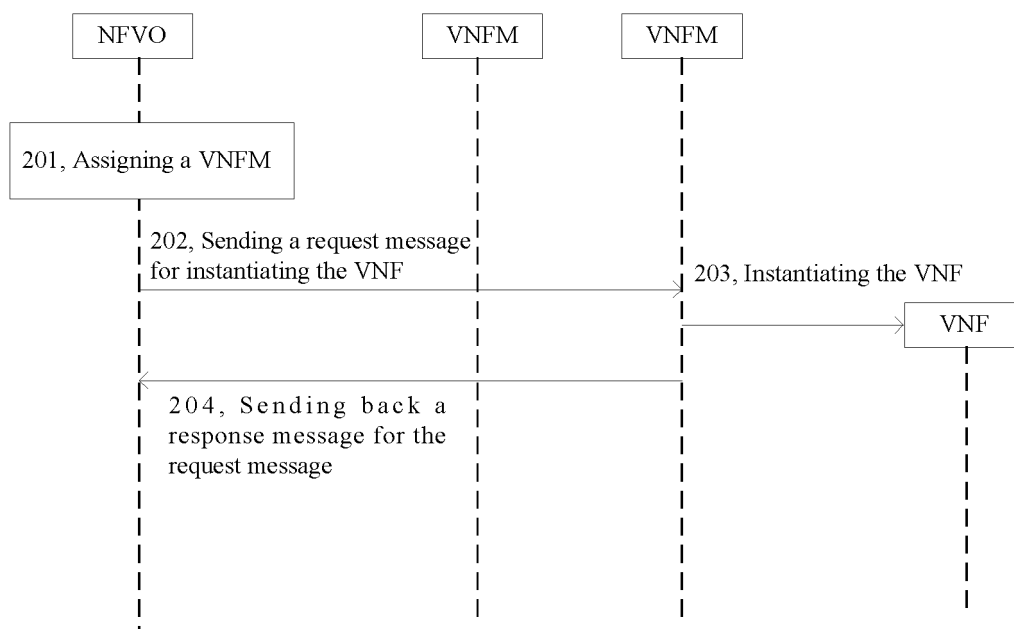 NFVO
VNFM
VNFM
201, Assigning a VNFM
202, Sending a request message
for instantiating the VNF
203, Instantiating the VNF
VNF
204, Sending back a
response message for the
request message